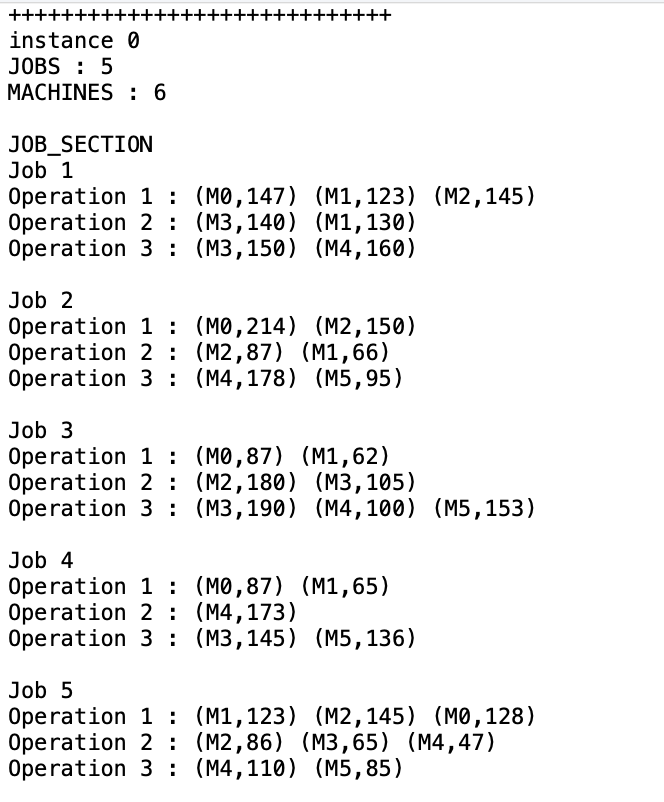 +++++++++++++++++++++++++++++
instance 0
JOBS : 5
MACHINES : 6
JOB_SECTION
Job 1
Operation 1 : (M0,147) (M1,123) (M2,145)
Operation 2 : (M3,140) (M1,130)
Operation 3 : (M3,150) (M4,160)
Job 2
Operation 1 : (M0,214) (M2,150)
Operation 2 : (M2,87) (M1,66)
Operation 3 : (M4,178) (M5,95)
Job 3
Operation 1 : (M0,87) (M1,62)
Operation 2 : (M2,180) (M3,105)
Operation 3 : (M3,190) (M4,100) (M5,153)
Job 4
Operation 1 : (M0,87) (M1,65)
Operation 2 : (M4,173)
Operation 3 : (M3,145) (M5,136)
Job 5
Operation 1 : (M1,123) (M2,145) (M0,128)
Operation 2 : (M2,86) (M3,65) (M4,47)
Operation 3 : (M4,110) (M5,85)